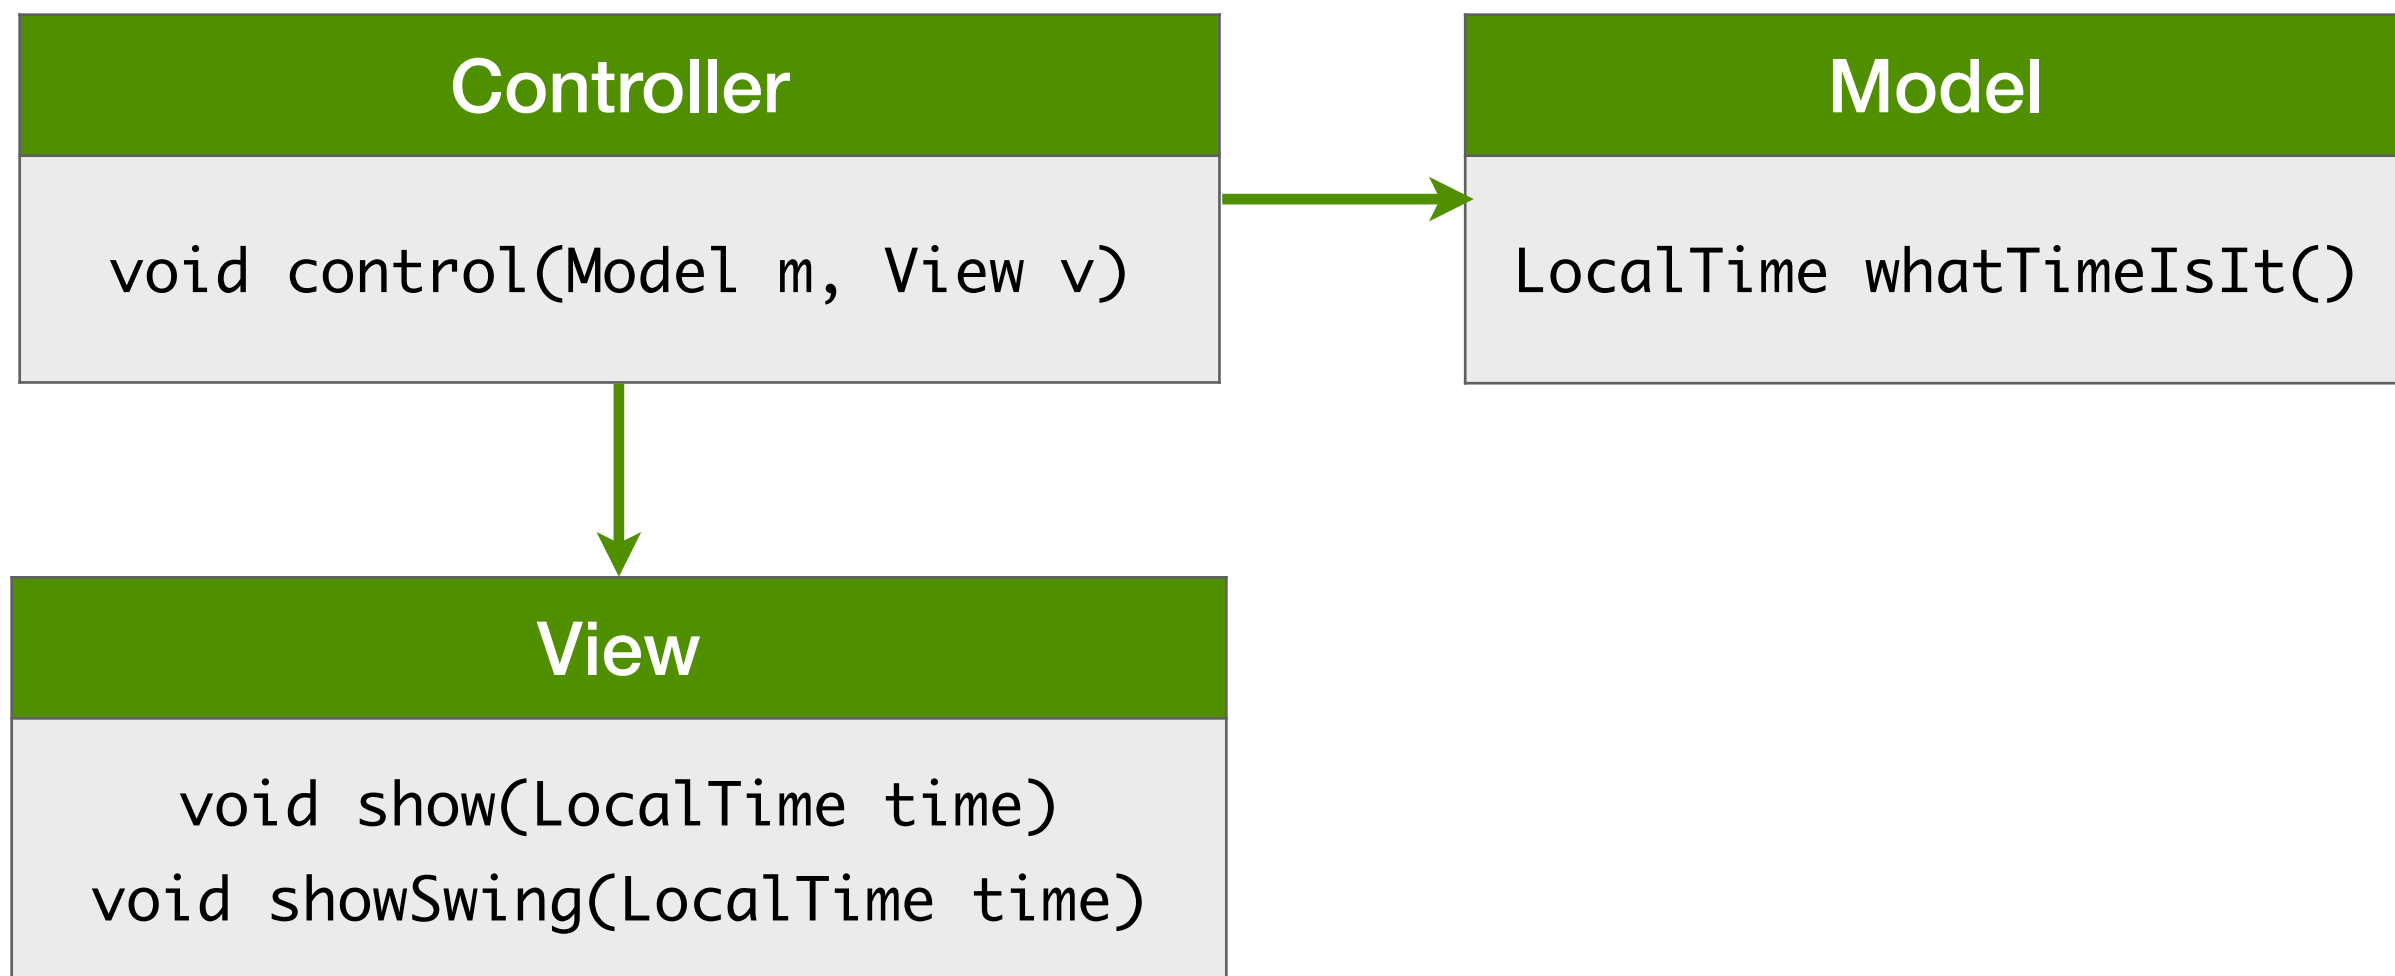 Controller
void control(Model m, View v)
Model
LocalTime whatTimeIsIt()
View
void show(LocalTime time)
void showSwing(LocalTime time)